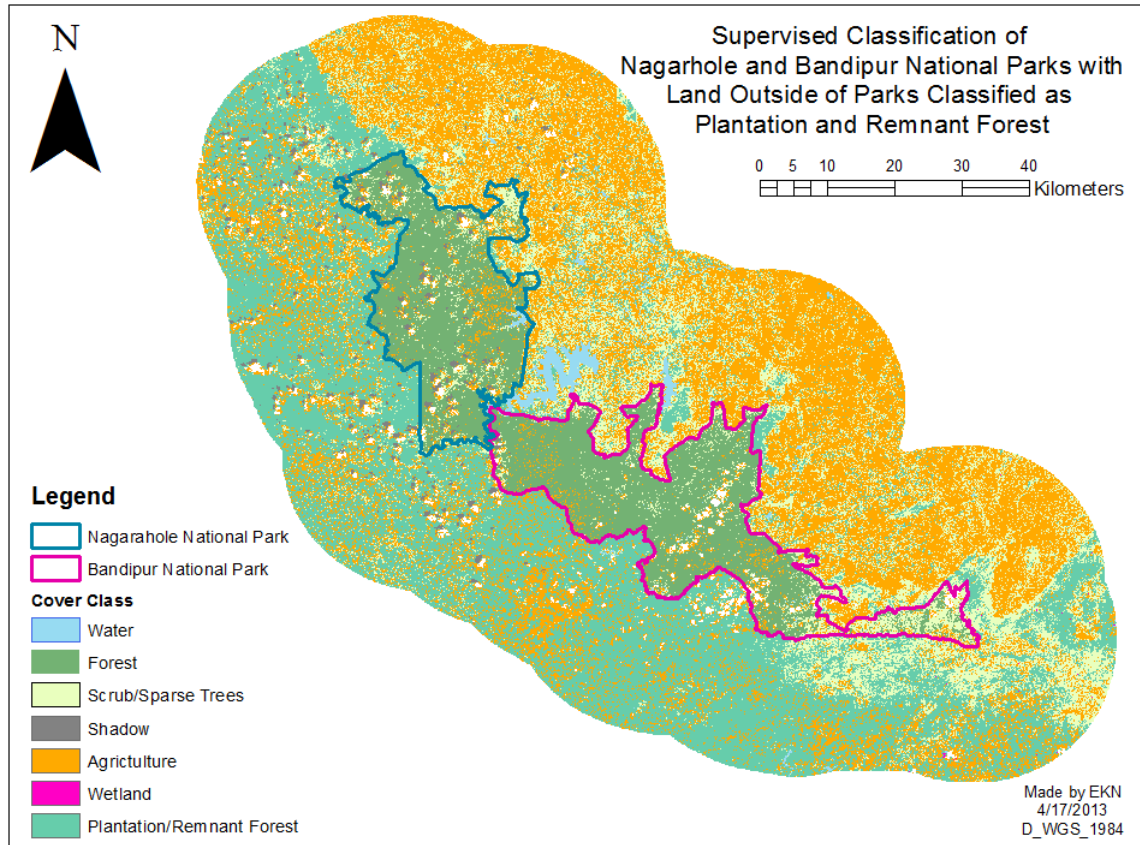 N
Supervised Classification of
Nagarhole and Bandipur National Parks with
Land Outside of Parks Classified as
Plantation and Remnant Forest
0 5 10 20 30 40
Kilometers
Legend
Nagarahole National Park
Bandipur National Park
Cover Class
Water
Forest
Scrub/Sparse Trees
Shadow
Agriculture
Wetland
Plantation/Remnant Forest
Made by EKN
4/17/2013
D_WGS_1984